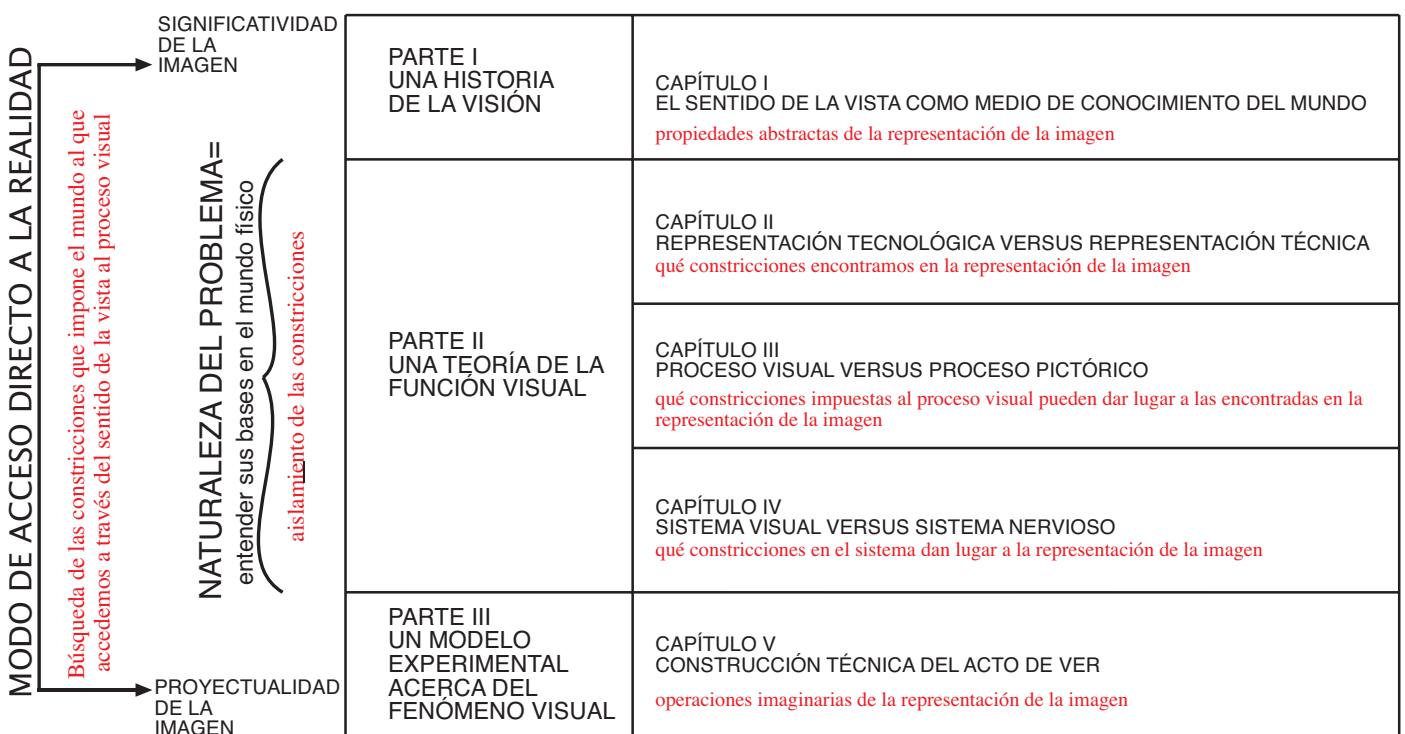 MODO DE ACCESO DIRECTO A LA REALIDAD
Búsqueda de las constricciones que impone el mundo al que
accedemos a través del sentido de la vista al proceso visual
SIGNIFICATIVIDAD
DE LA
IMAGEN
NATURALEZA DEL PROBLEMA=
entender sus bases en el mundo físico
aislamiento de las constricciones
PROYECTUALIDAD
DE LA
IMAGEN
PARTE I
UNA HISTORIA
DE LA VISIÓN
CAPÍTULO I
EL SENTIDO DE LA VISTA COMO MEDIO DE CONOCIMIENTO DEL MUNDO
propiedades abstractas de la representación de la imagen
PARTE II
UNA TEORÍA DE LA
FUNCIÓN VISUAL
CAPÍTULO II
REPRESENTACIÓN TECNOLÓGICA VERSUS REPRESENTACIÓN TÉCNICA
qué constricciones encontramos en la representación de la imagen
CAPÍTULO III
PROCESO VISUAL VERSUS PROCESO PICTÓRICO
qué constricciones impuestas al proceso visual pueden dar lugar a las encontradas en la
representación de la imagen
CAPÍTULO IV
SISTEMA VISUAL VERSUS SISTEMA NERVIOSO
qué constricciones en el sistema dan lugar a la representación de la imagen
PARTE III
UN MODELO
EXPERIMENTAL
ACERCA DEL
FENÓMENO VISUAL
CAPÍTULO V
CONSTRUCCIÓN TÉCNICA DEL ACTO DE VER
operaciones imaginarias de la representación de la imagen